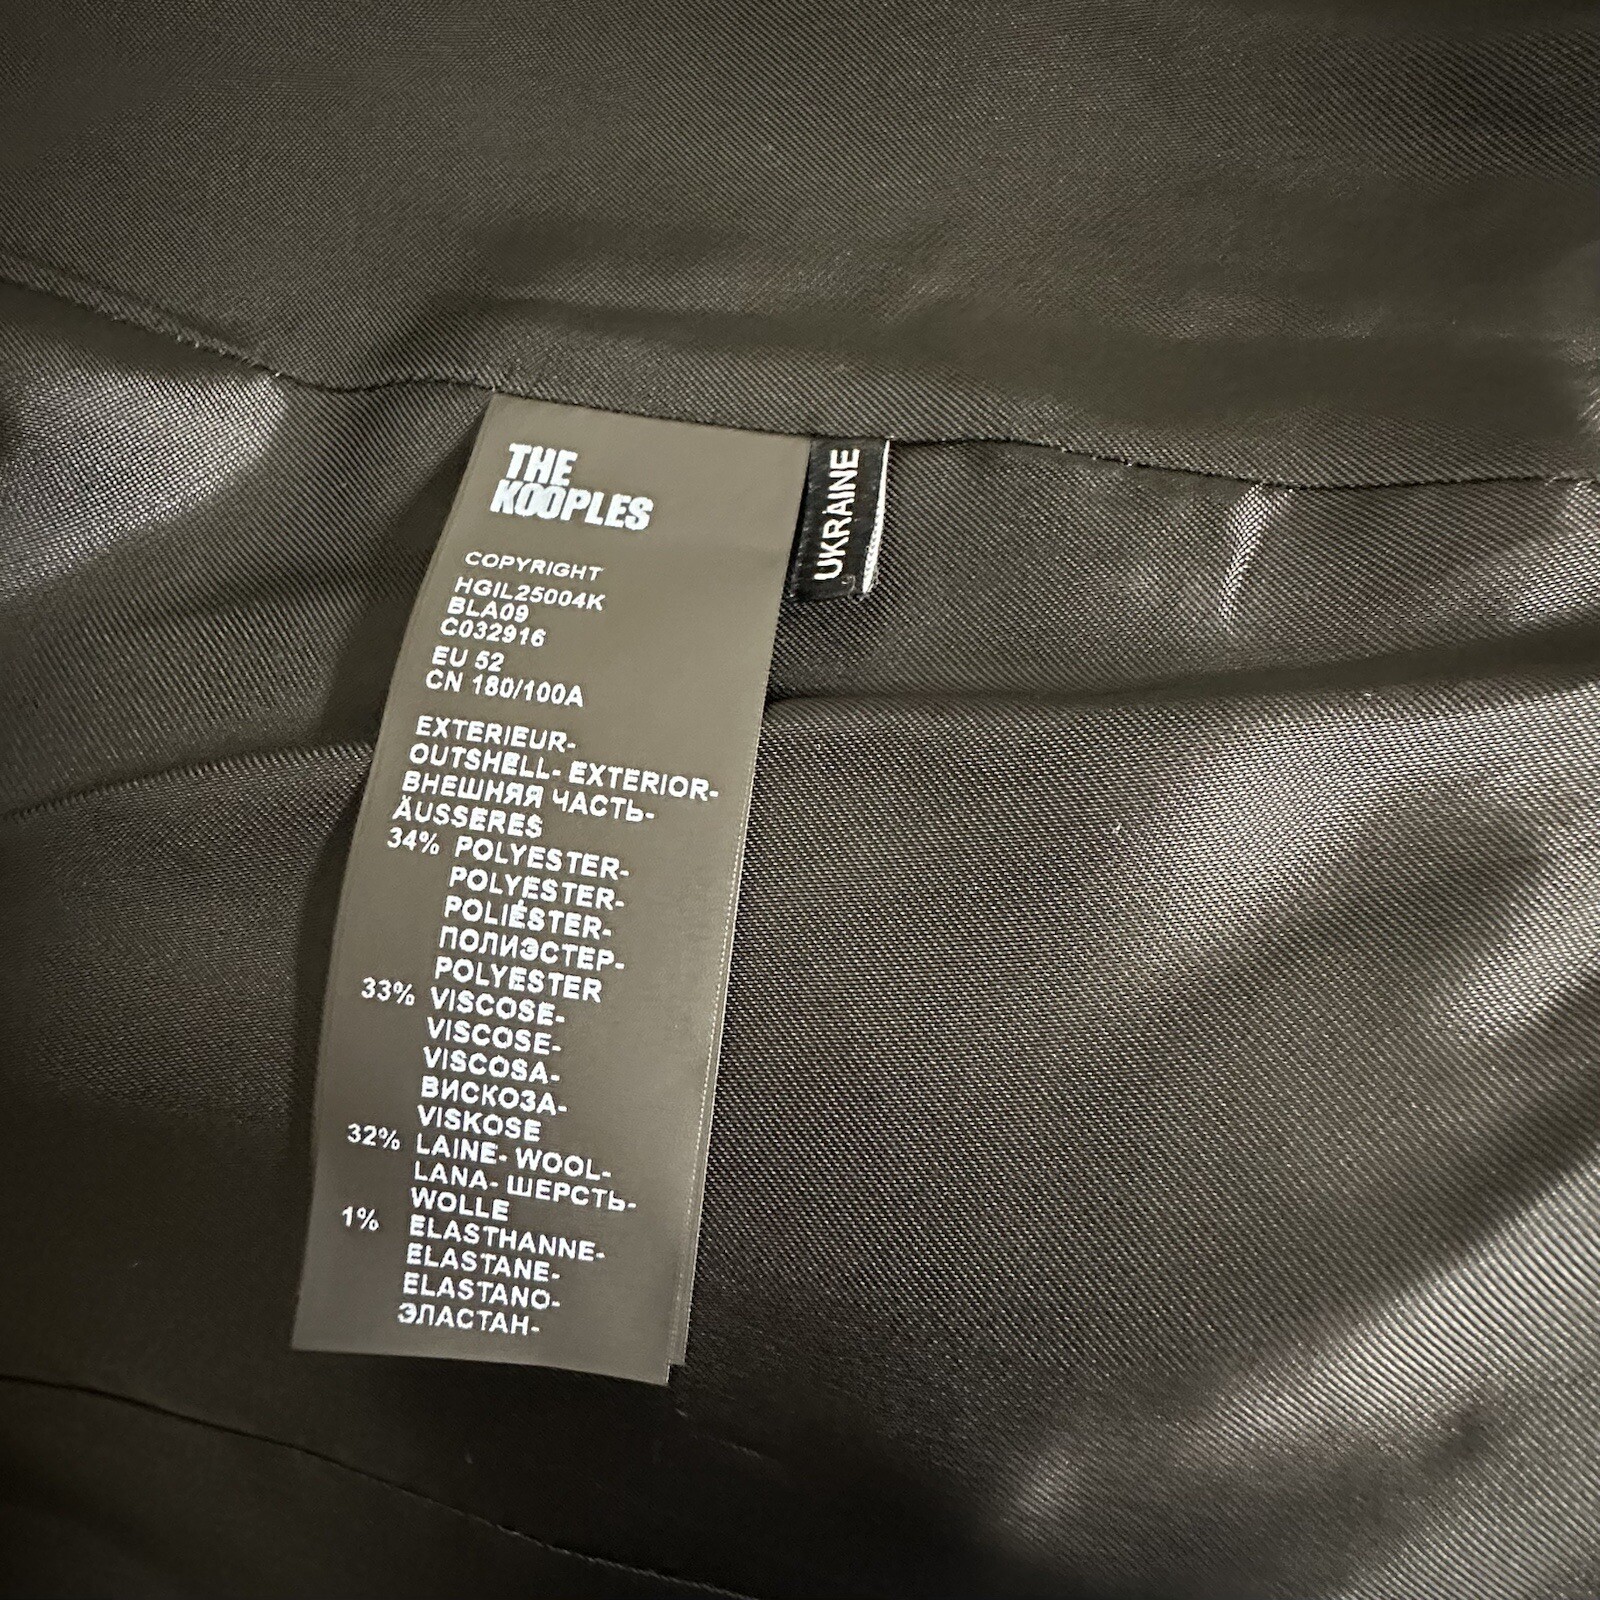 THE
KOOPLES
COPYRIGHT
HGIL25004K
BLA09
C032916
EU 52
CN 180/100A
EXTERIEUR-
OUTSHELL- EXTERIOR-
ВНЕШНЯЯ ЧАСТЬ-
ÄUSSERES
34% POLYESTER-
POLYESTER-
POLIÉSTER-
ПОЛИЭСТЕР-
POLYESTER
33% VISCOSE-
VISCOSE-
VISCOSA-
ВИСКОЗА-
VISKOSE
32% LAINE- WOOL-
LANA- ШЕРСТЬ-
WOLLE
1% ELASTHANNE-
ELASTANE-
ELASTANO-
ЭЛАСТАН-
UKRAINE